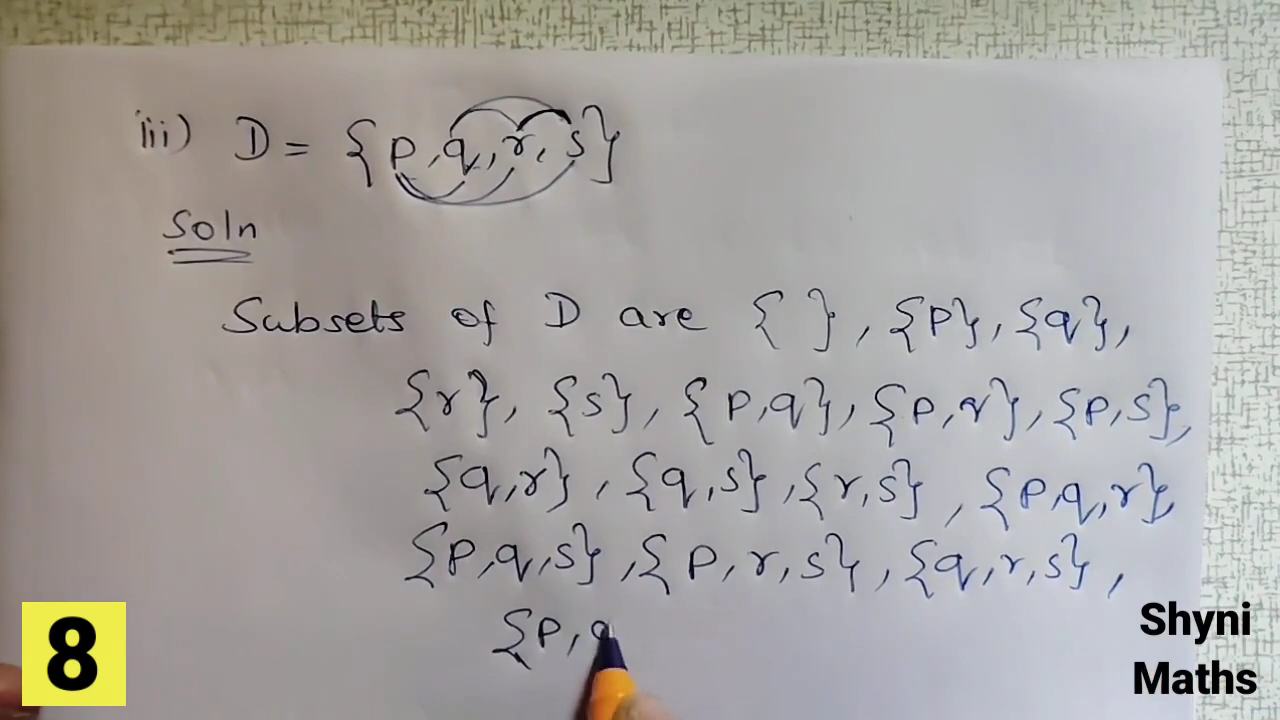 iii) D = {p, q, r, s}
Soln
Subsets of D are { }, {p}, {q},
{r}, {s}, {p,q}, {p,r}, {p,s},
{q,r}, {q,s}, {r,s}, {p,q,r},
{p,q,s}, {p,r,s}, {q,r,s},
{p, q
8
Shyni
Maths